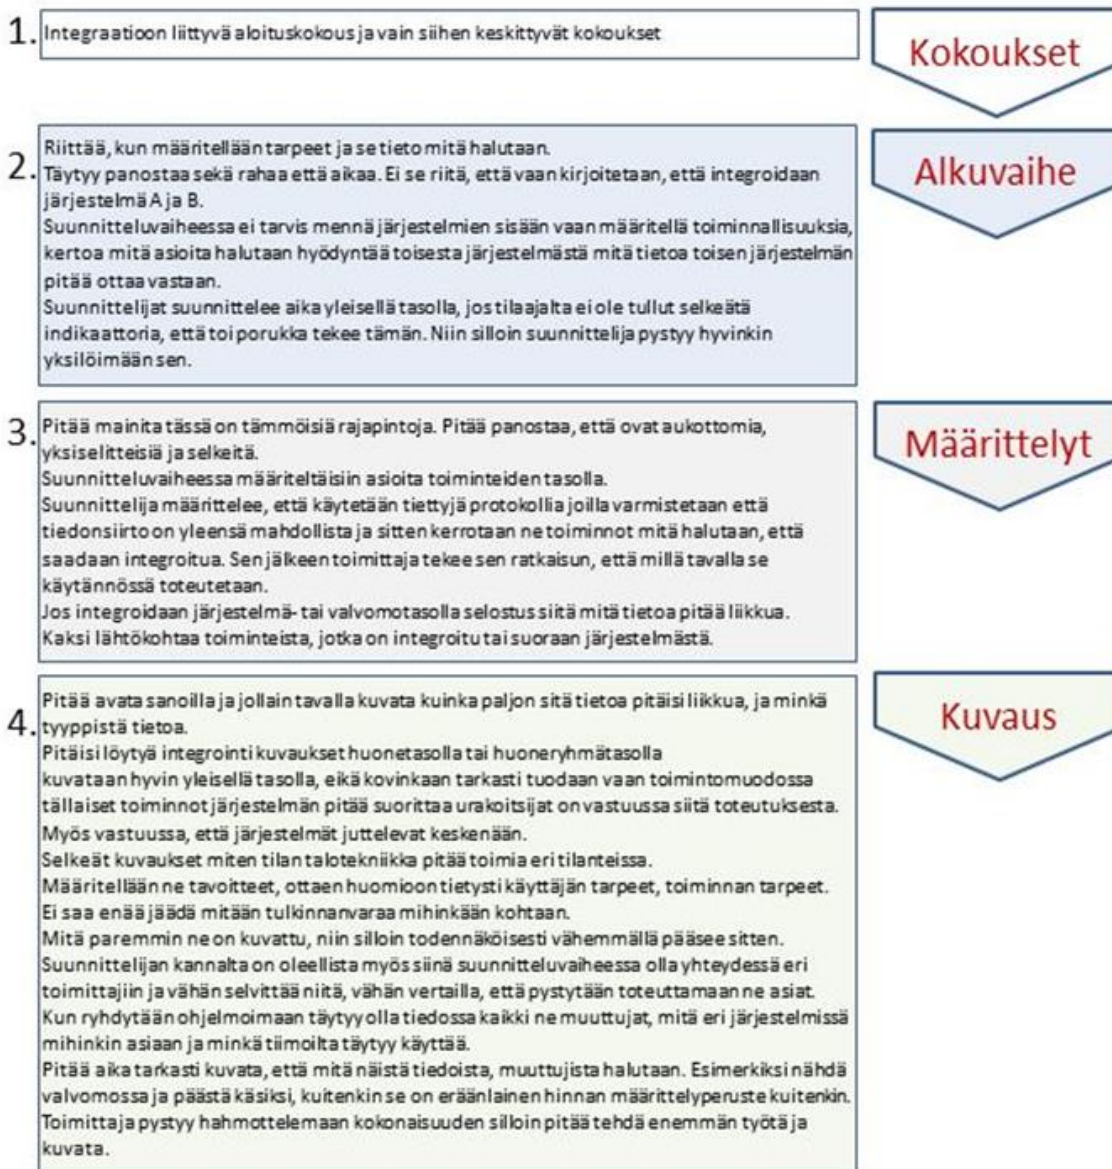 1.
Integraatioon liittyvä aloituskokous ja vain siihen keskittyvät kokoukset
Kokoukset
2.
Riittää, kun määritellään tarpeet ja se tieto mitä halutaan.
Täytyy panostaa sekä rahaa että aikaa. Ei se riitä, että vaan kirjoitetaan, että integroidaan
järjestelmä A ja B.
Suunnitteluvaiheessa ei tarvis mennä järjestelmien sisään vaan määritellä toiminnallisuuksia,
kertoa mitä asioita halutaan hyödyntää toisesta järjestelmästä mitä tietoa toisen järjestelmän
pitää ottaa vastaan.
Suunnittelijat suunnittelee aika yleisellä tasolla, jos tilaajalta ei ole tullut selkeätä
indikaattoria, että toi porukka tekee tämän. Niin silloin suunnittelija pystyy hyvinkin
yksilöimään sen.
Alkuvaihe
3.
Pitää mainita tässä on tämmöisiä rajapintoja. Pitää panostaa, että ovat aukottomia,
yksiselitteisiä ja selkeitä.
Suunnitteluvaiheessa määriteltäisiin asioita toiminteiden tasolla.
Suunnittelija määrittelee, että käytetään tiettyjä protokollia joilla varmistetaan että
tiedonsiirto on yleensä mahdollista ja sitten kerrotaan ne toiminnot mitä halutaan, että
saadaan integroitua. Sen jälkeen toimittaja tekee sen ratkaisun, että millä tavalla se
käytännössä toteutetaan.
Jos integroidaan järjestelmä- tai valvomotasolla selostus siitä mitä tietoa pitää liikkua.
Kaksi lähtökohtaa toiminteista, jotka on integroitu tai suoraan järjestelmästä.
Määrittelyt
4.
Pitää avata sanoilla ja jollain tavalla kuvata kuinka paljon sitä tietoa pitäisi liikkua, ja minkä
tyyppistä tietoa.
Pitäisi löytyä integrointi kuvaukset huonetasolla tai huoneryhmätasolla
kuvataan hyvin yleisellä tasolla, eikä kovinkaan tarkasti tuodaan vaan toimintomuodossa
tällaiset toiminnot järjestelmän pitää suorittaa urakoitsijat on vastuussa siitä toteutuksesta.
Myös vastuussa, että järjestelmät juttelevat keskenään.
Selkeät kuvaukset miten tilan talotekniikka pitää toimia eri tilanteissa.
Määritellään ne tavoitteet, ottaen huomioon tietysti käyttäjän tarpeet, toiminnan tarpeet.
Ei saa enää jäädä mitään tulkinnanvaraa mihinkään kohtaan.
Mitä paremmin ne on kuvattu, niin silloin todennäköisesti vähemmällä pääsee sitten.
Suunnittelijan kannalta on oleellista myös siinä suunnitteluvaiheessa olla yhteydessä eri
toimittajiin ja vähän selvittää niitä, vähän vertailla, että pystytään toteuttamaan ne asiat.
Kun ryhdytään ohjelmoimaan täytyy olla tiedossa kaikki ne muuttujat, mitä eri järjestelmissä
mihinkin asiaan ja minkä tiimoilta täytyy käyttää.
Pitää aika tarkasti kuvata, että mitä näistä tiedoista, muuttujista halutaan. Esimerkiksi nähdä
valvomossa ja päästä käsiksi, kuitenkin se on eräänlainen hinnan määrittelyperuste kuitenkin.
Toimittaja pystyy hahmottelemaan kokonaisuuden silloin pitää tehdä enemmän työtä ja
kuvata.
Kuvaus